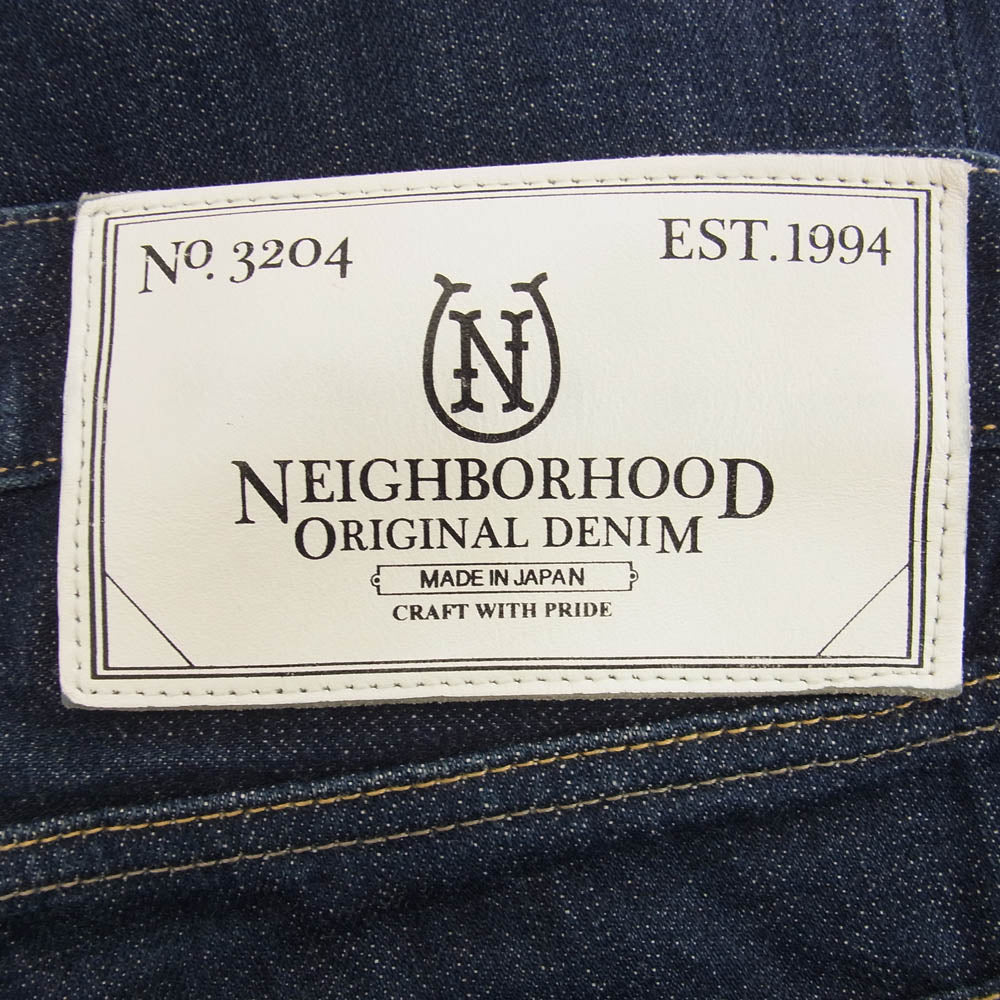 No. 3204
EST.1994
N
NEIGHBORHOOD
ORIGINAL DENIM
MADE IN JAPAN
CRAFT WITH PRIDE